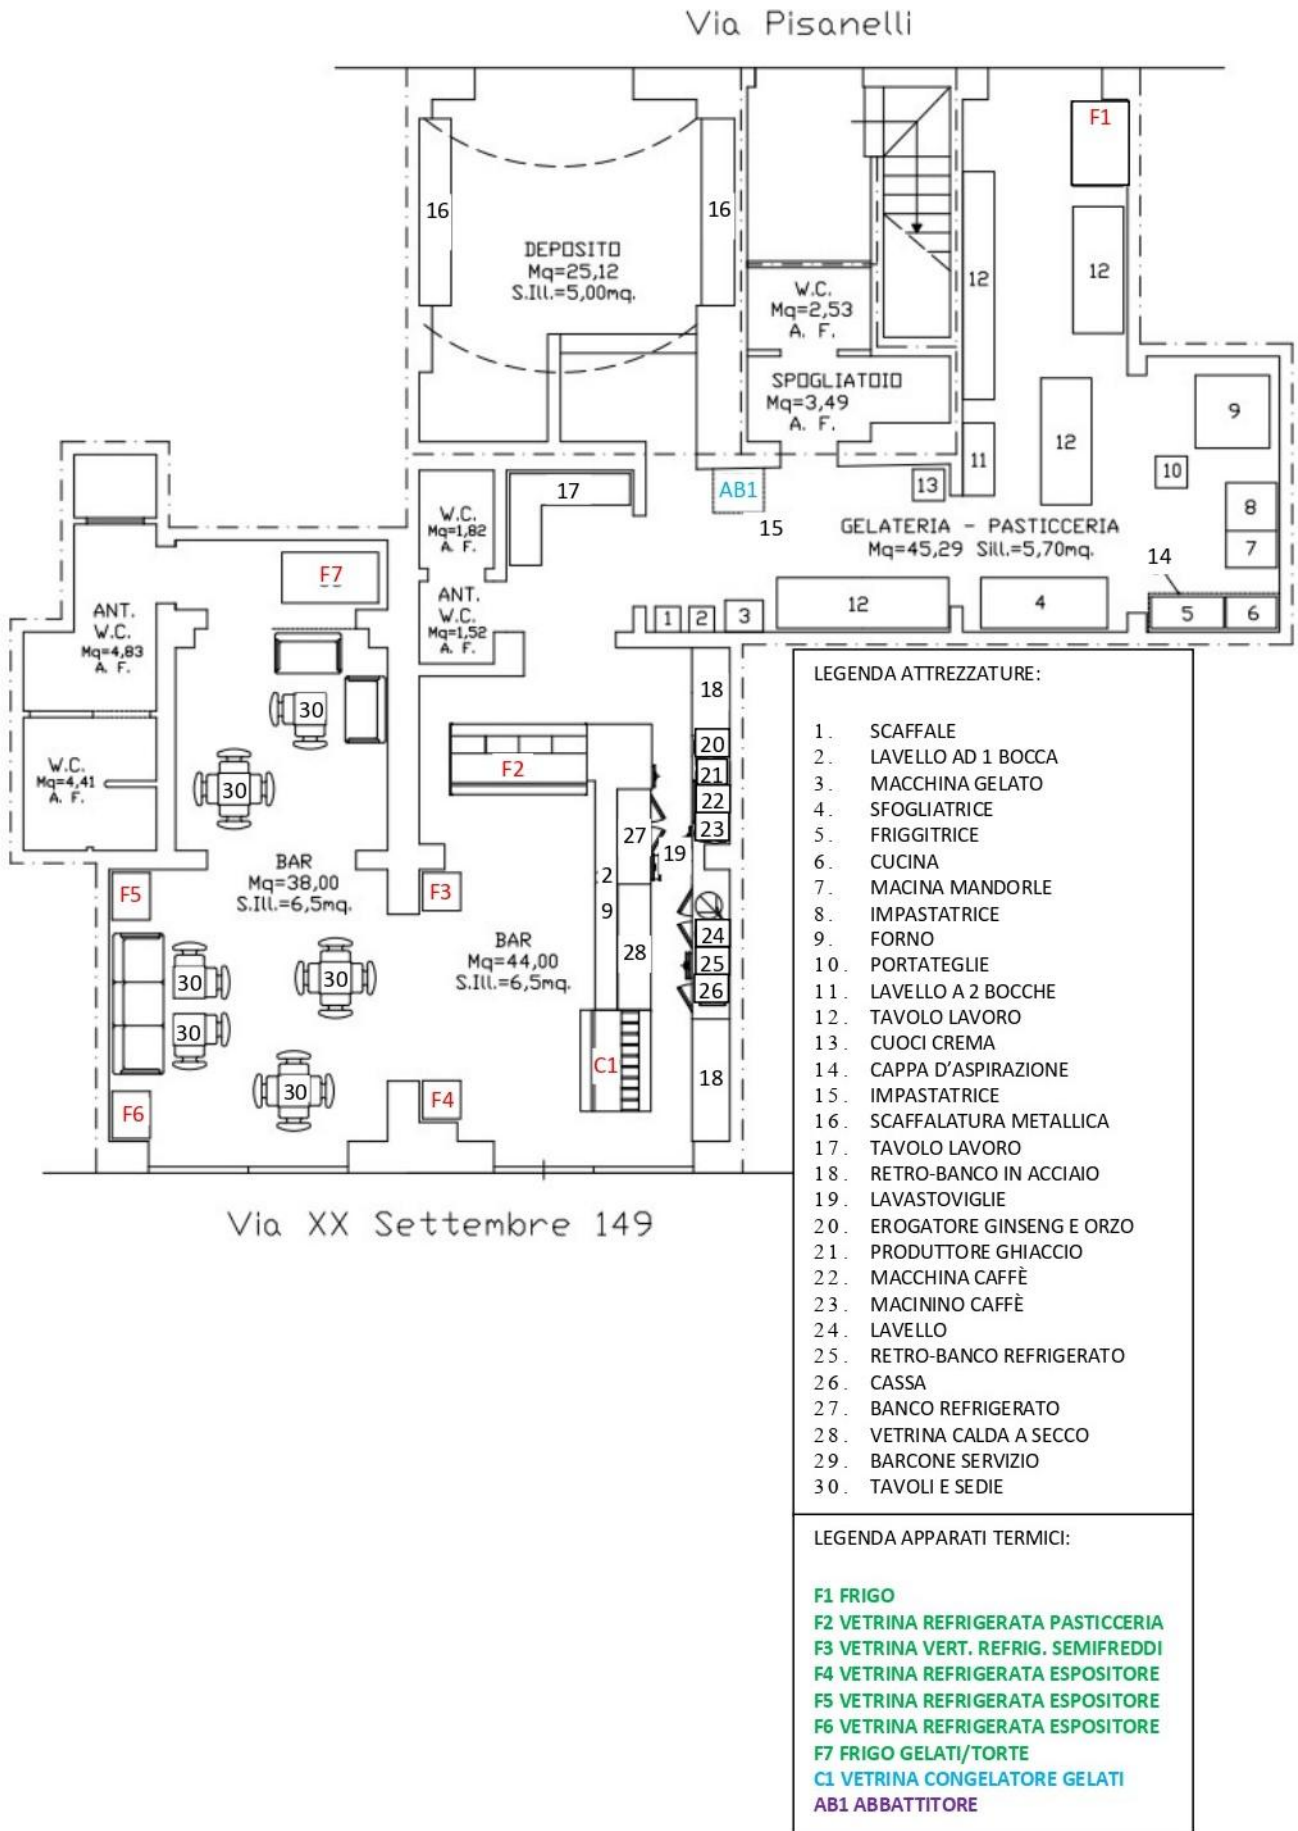 Via Pisanelli
F1
16
16
DEPOSITO
Mq=25,12
S.Ill.=5,00mq.
12
12
W.C.
Mq=2,53
A. F.
SPOGLIATOIO
Mq=3,49
A. F.
9
12
11
10
13
AB1
17
15
8
GELATERIA - PASTICCERIA
Mq=45,29 Sill.=5,70mq.
7
14
W.C.
Mq=1,82
A. F.
F7
ANT.
W.C.
Mq=1,52
A. F.
ANT.
W.C.
Mq=4,83
A. F.
1
2
3
12
4
5
6
18
30
20
F2
21
W.C.
Mq=4,41
A. F.
30
22
27
23
19
BAR
Mq=38,00
S.Ill.=6,5mq.
F5
F3
2
9
24
BAR
Mq=44,00
S.Ill.=6,5mq.
28
25
30
30
26
30
C1
18
30
F6
F4
Via XX Settembre 149
LEGENDA ATTREZZATURE:
1. SCAFFALE
2. LAVELLO AD 1 BOCCA
3. MACCHINA GELATO
4. SFOGLIATRICE
5. FRIGGITRICE
6. CUCINA
7. MACINA MANDORLE
8. IMPASTATRICE
9. FORNO
10. PORTATEGLIE
11. LAVELLO A 2 BOCCHE
12. TAVOLO LAVORO
13. CUOCI CREMA
14. CAPPA D'ASPIRAZIONE
15. IMPASTATRICE
16. SCAFFALATURA METALLICA
17. TAVOLO LAVORO
18. RETRO-BANCO IN ACCIAIO
19. LAVASTOVIGLIE
20. EROGATORE GINSENG E ORZO
21. PRODUTTORE GHIACCIO
22. MACCHINA CAFFÈ
23. MACININO CAFFÈ
24. LAVELLO
25. RETRO-BANCO REFRIGERATO
26. CASSA
27. BANCO REFRIGERATO
28. VETRINA CALDA A SECCO
29. BARCONE SERVIZIO
30. TAVOLI E SEDIE
LEGENDA APPARATI TERMICI:
F1 FRIGO
F2 VETRINA REFRIGERATA PASTICCERIA
F3 VETRINA VERT. REFRIG. SEMIFREDDI
F4 VETRINA REFRIGERATA ESPOSITORE
F5 VETRINA REFRIGERATA ESPOSITORE
F6 VETRINA REFRIGERATA ESPOSITORE
F7 FRIGO GELATI/TORTE
C1 VETRINA CONGELATORE GELATI
AB1 ABBATTITORE